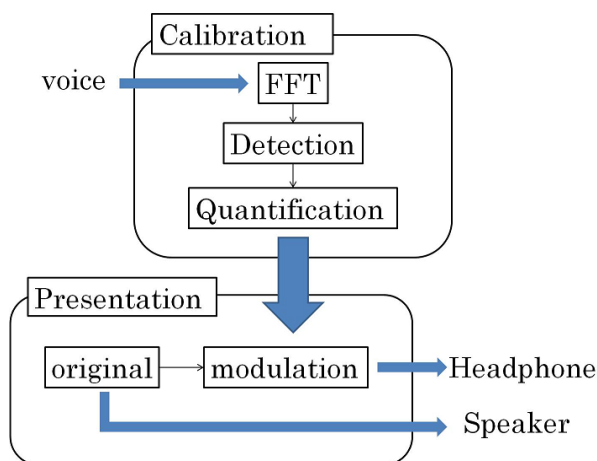 Calibration
voice
FFT
Detection
Quantification
Presentation
original
modulation
Headphone
Speaker